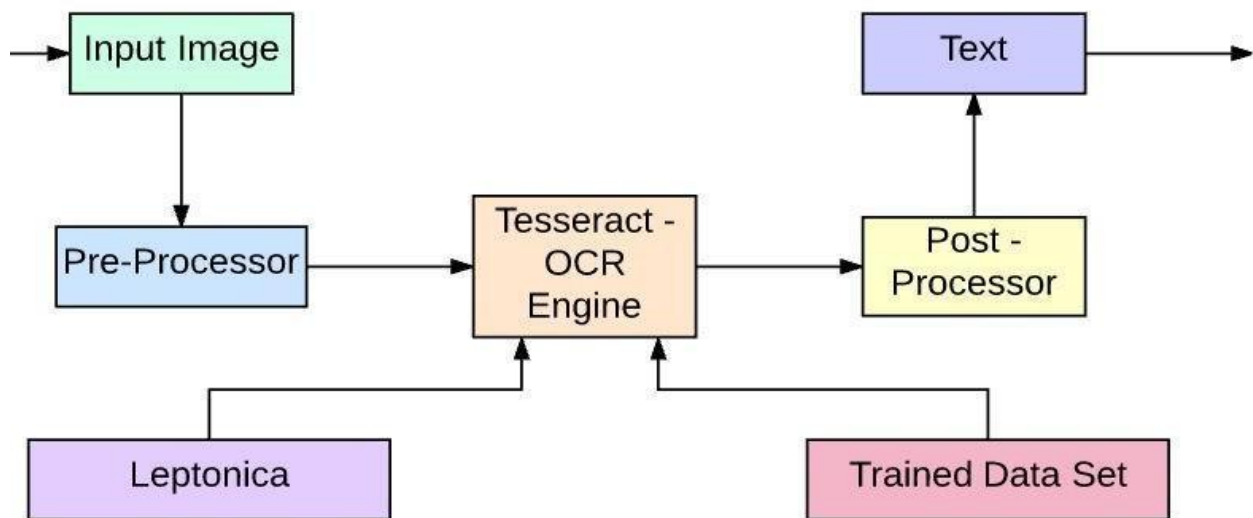 Input Image
Text
Pre-Processor
Tesseract -
OCR
Engine
Post -
Processor
Leptonica
Trained Data Set